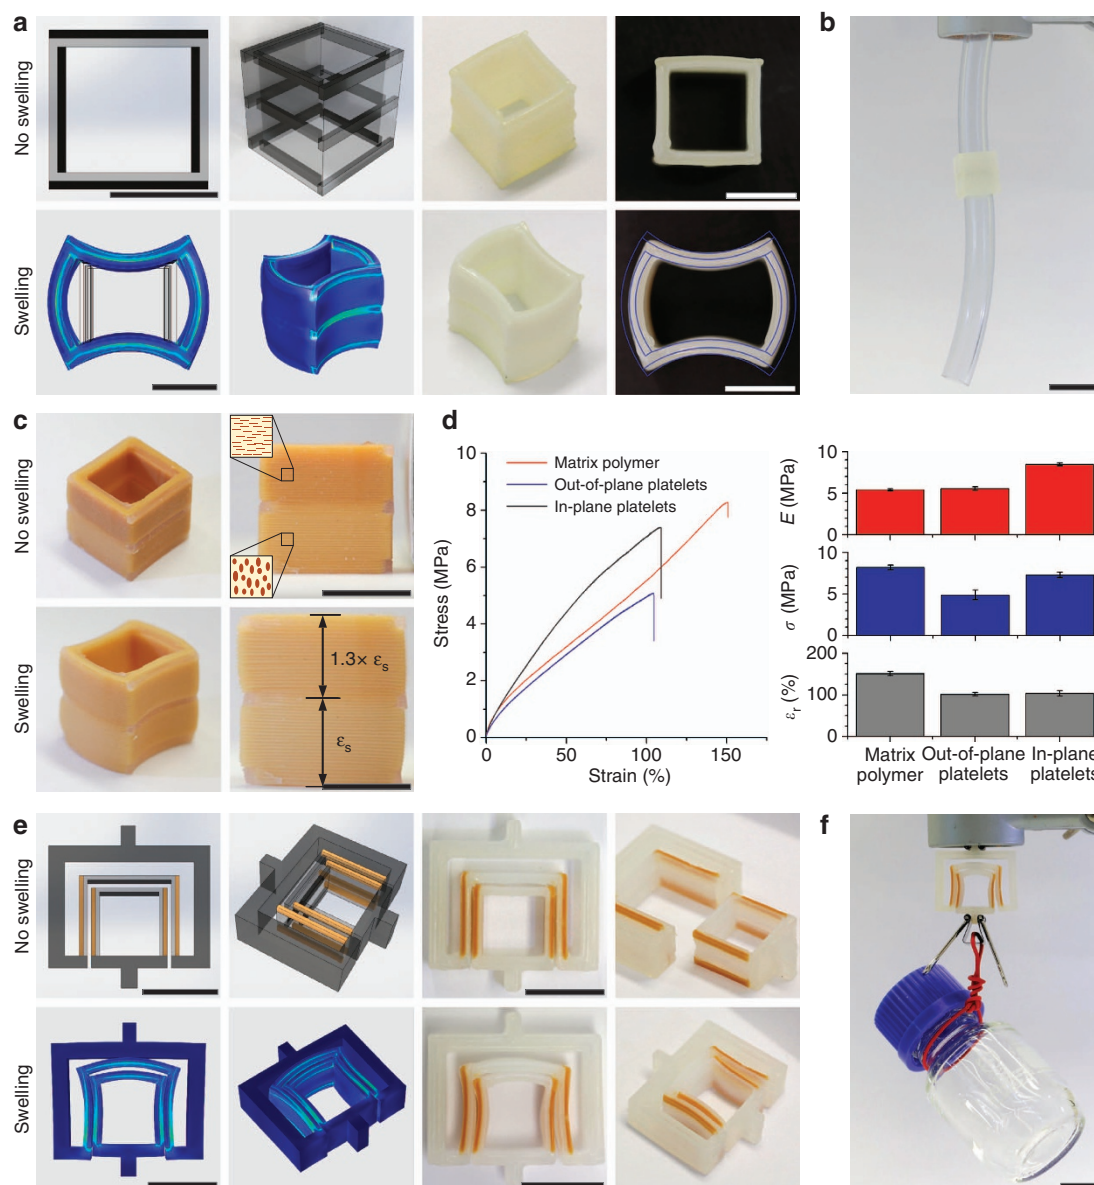 a
No swelling
Swelling
b
c
No swelling
Swelling
1.3× εs
εs
d
Stress (MPa)
10
8
6
4
2
0
0
50
100
150
Strain (%)
Matrix polymer
Out-of-plane platelets
In-plane platelets
E (MPa)
10
5
0
σ (MPa)
10
5
0
εr (%)
200
100
0
Matrix polymer
Out-of-plane platelets
In-plane platelets
e
No swelling
Swelling
f